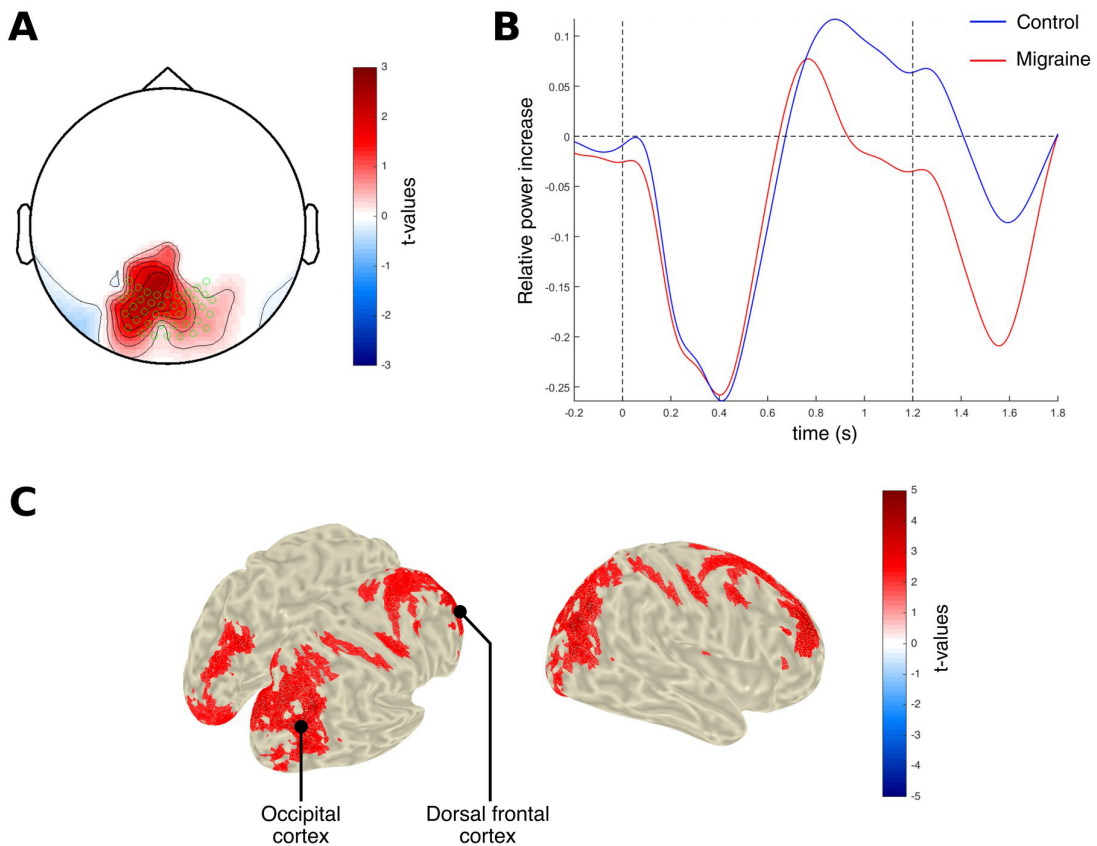 A
3
2
1
0
-1
-2
-3
t-values
B
Control
Migraine
0.1
0.05
0
-0.05
-0.1
-0.15
-0.2
-0.25
Relative power increase
-0.2 0 0.2 0.4 0.6 0.8 1 1.2 1.4 1.6 1.8
time (s)
C
5
4
3
2
1
0
-1
-2
-3
-4
-5
t-values
Occipital
cortex
Dorsal frontal
cortex